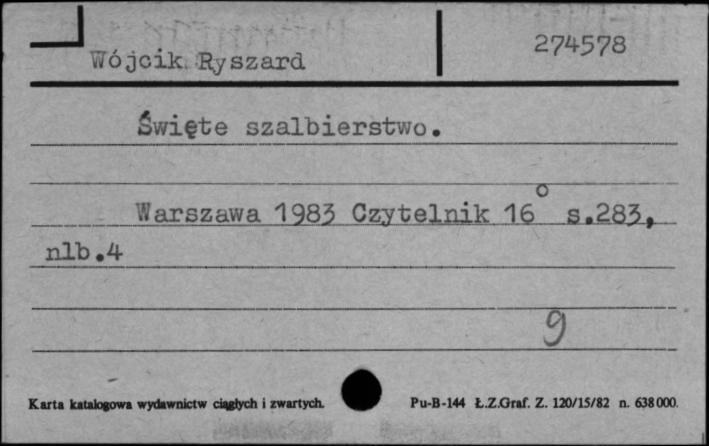 Wójcik Ryszard 274578
Święte szalbierstwo.
Warszawa 1983 Czytelnik 16° s.283,
nlb.4
9
Karta katalogowa wydawnictw ciągłych i zwartych. Pu-B-144 Ł.Z.Graf. Z. 120/15/82 n. 638000.